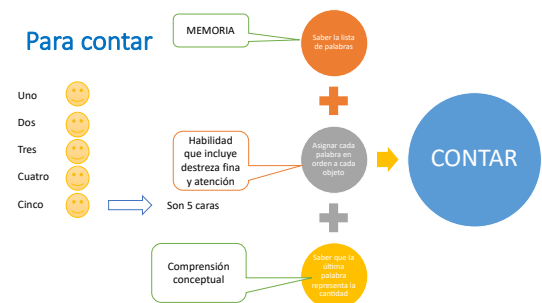 Para contar
Uno
Dos
Tres
Cuatro
Cinco
Son 5 caras
MEMORIA
Saber la lista
de palabras
Habilidad
que incluye
destreza fina
y atención
Asignar cada
palabra en
orden a cada
objeto
Comprensión
conceptual
Saber que la
última
palabra
representa la
cantidad
CONTAR